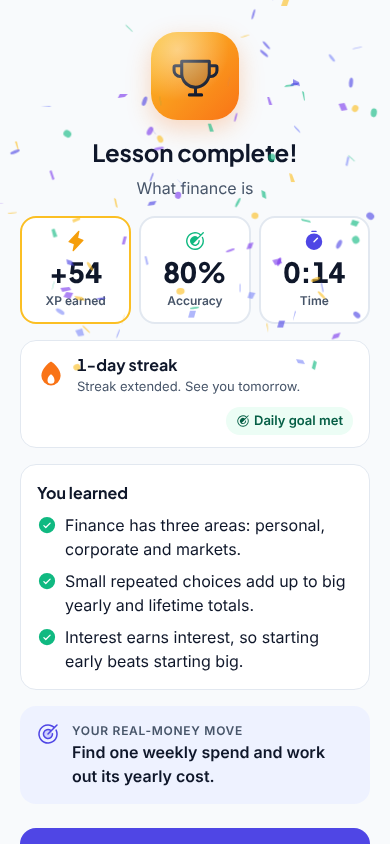 Lesson complete!
What finance is
+54
XP earned
80%
Accuracy
0:14
Time
1-day streak
Streak extended. See you tomorrow.
Daily goal met
You learned
Finance has three areas: personal,
corporate and markets.
Small repeated choices add up to big
yearly and lifetime totals.
Interest earns interest, so starting
early beats starting big.
YOUR REAL-MONEY MOVE
Find one weekly spend and work
out its yearly cost.